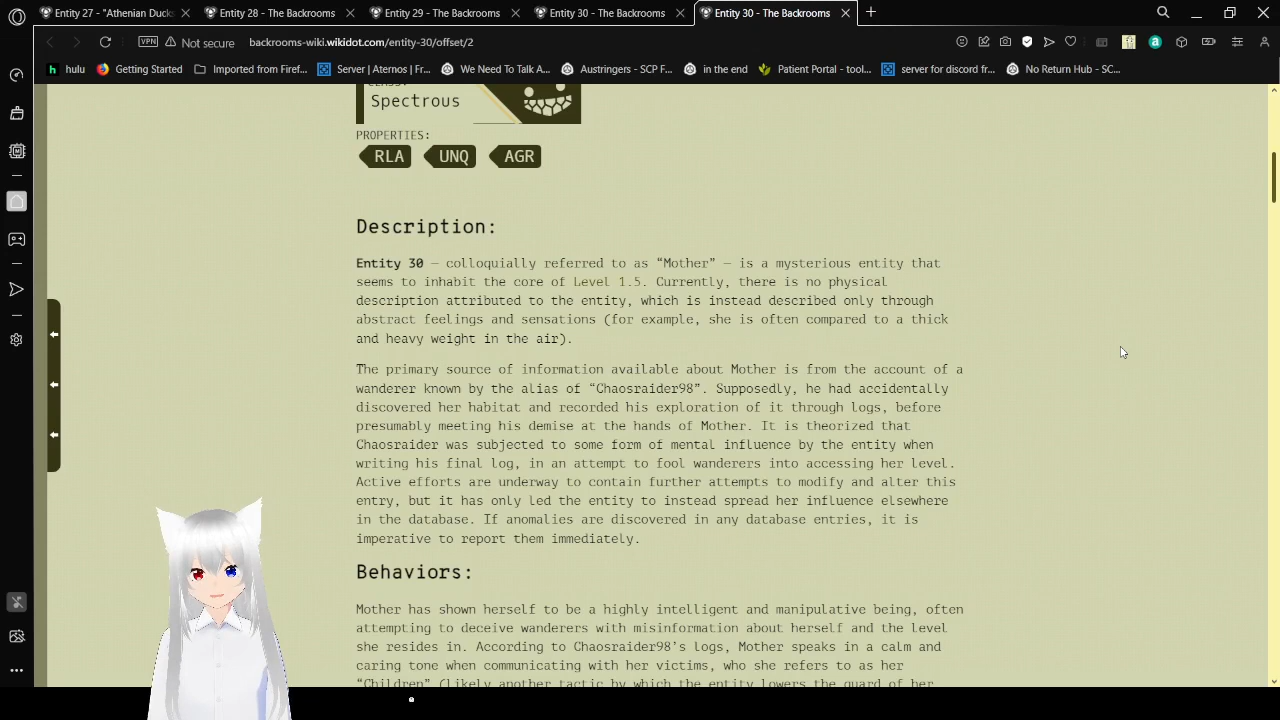 Entity 27 - "Athenian Ducks
Entity 28 - The Backrooms
Entity 29 - The Backrooms
Entity 30 - The Backrooms
Entity 30 - The Backrooms
VPN
Not secure
backrooms-wiki.wikidot.com/entity-30/offset/2
hulu
Getting Started
Imported from Firef...
Server | Aternos | Fr...
We Need To Talk A...
Austringers - SCP F...
in the end
Patient Portal - tool...
server for discord fr...
No Return Hub - SC...
Spectrous
PROPERTIES:
RLA UNQ AGR
Description:
Entity 30 — colloquially referred to as “Mother” — is a mysterious entity that
seems to inhabit the core of Level 1.5. Currently, there is no physical
description attributed to the entity, which is instead described only through
abstract feelings and sensations (for example, she is often compared to a thick
and heavy weight in the air).
The primary source of information available about Mother is from the account of a
wanderer known by the alias of “Chaosraider98”. Supposedly, he had accidentally
discovered her habitat and recorded his exploration of it through logs, before
presumably meeting his demise at the hands of Mother. It is theorized that
Chaosraider was subjected to some form of mental influence by the entity when
writing his final log, in an attempt to fool wanderers into accessing her level.
Active efforts are underway to contain further attempts to modify and alter this
entry, but it has only led the entity to instead spread her influence elsewhere
in the database. If anomalies are discovered in any database entries, it is
imperative to report them immediately.
Behaviors:
Mother has shown herself to be a highly intelligent and manipulative being, often
attempting to deceive wanderers with misinformation about herself and the level
she resides in. According to Chaosraider98’s logs, Mother speaks in a calm and
caring tone when communicating with her victims, who she refers to as her
“Children” (Likely another tactic by which the entity lowers the guard of her